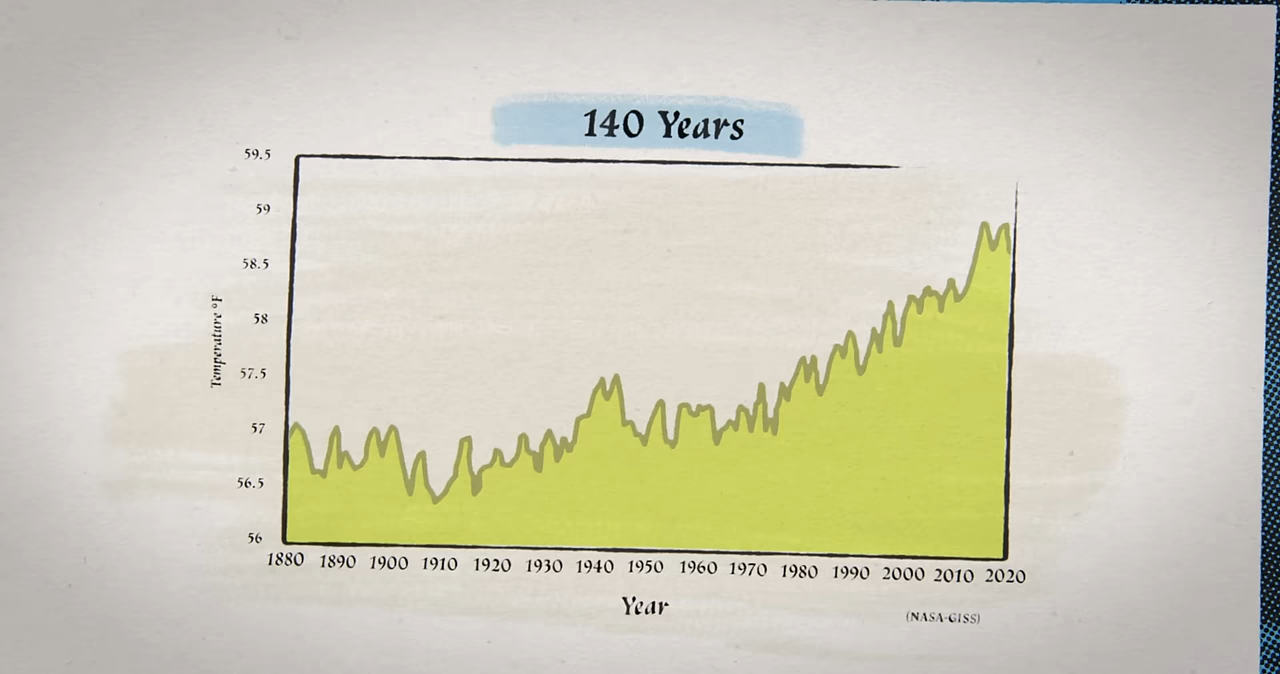 140 Years
59.5
59
58.5
58
57.5
57
56.5
56
Temperature °F
1880 1890 1900 1910 1920 1930 1940 1950 1960 1970 1980 1990 2000 2010 2020
Year
(NASA-GISS)